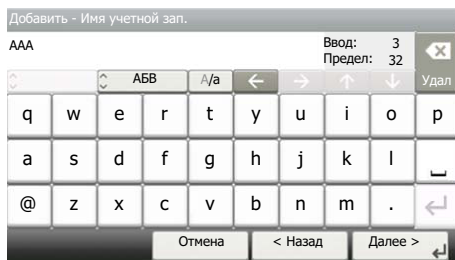 Добавить - Имя учетной зап.
AAA Ввод: 3
Предел: 32
АБВ A/a ← → ↑ ↓ Удал
q w e r t y u i o p
a s d f g h j k l
@ z x c v b n m .
Отмена < Назад Далее >